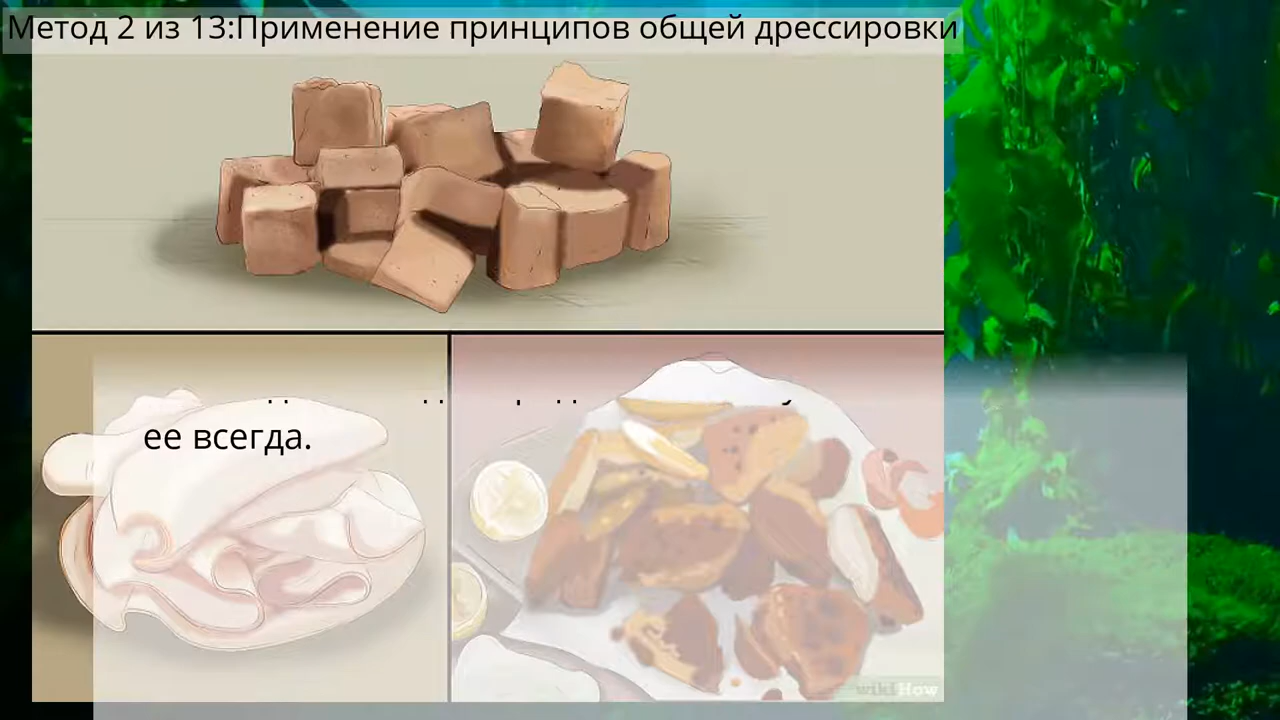 Метод 2 из 13:Применение принципов общей дрессировки
ее всегда.
wikiHow